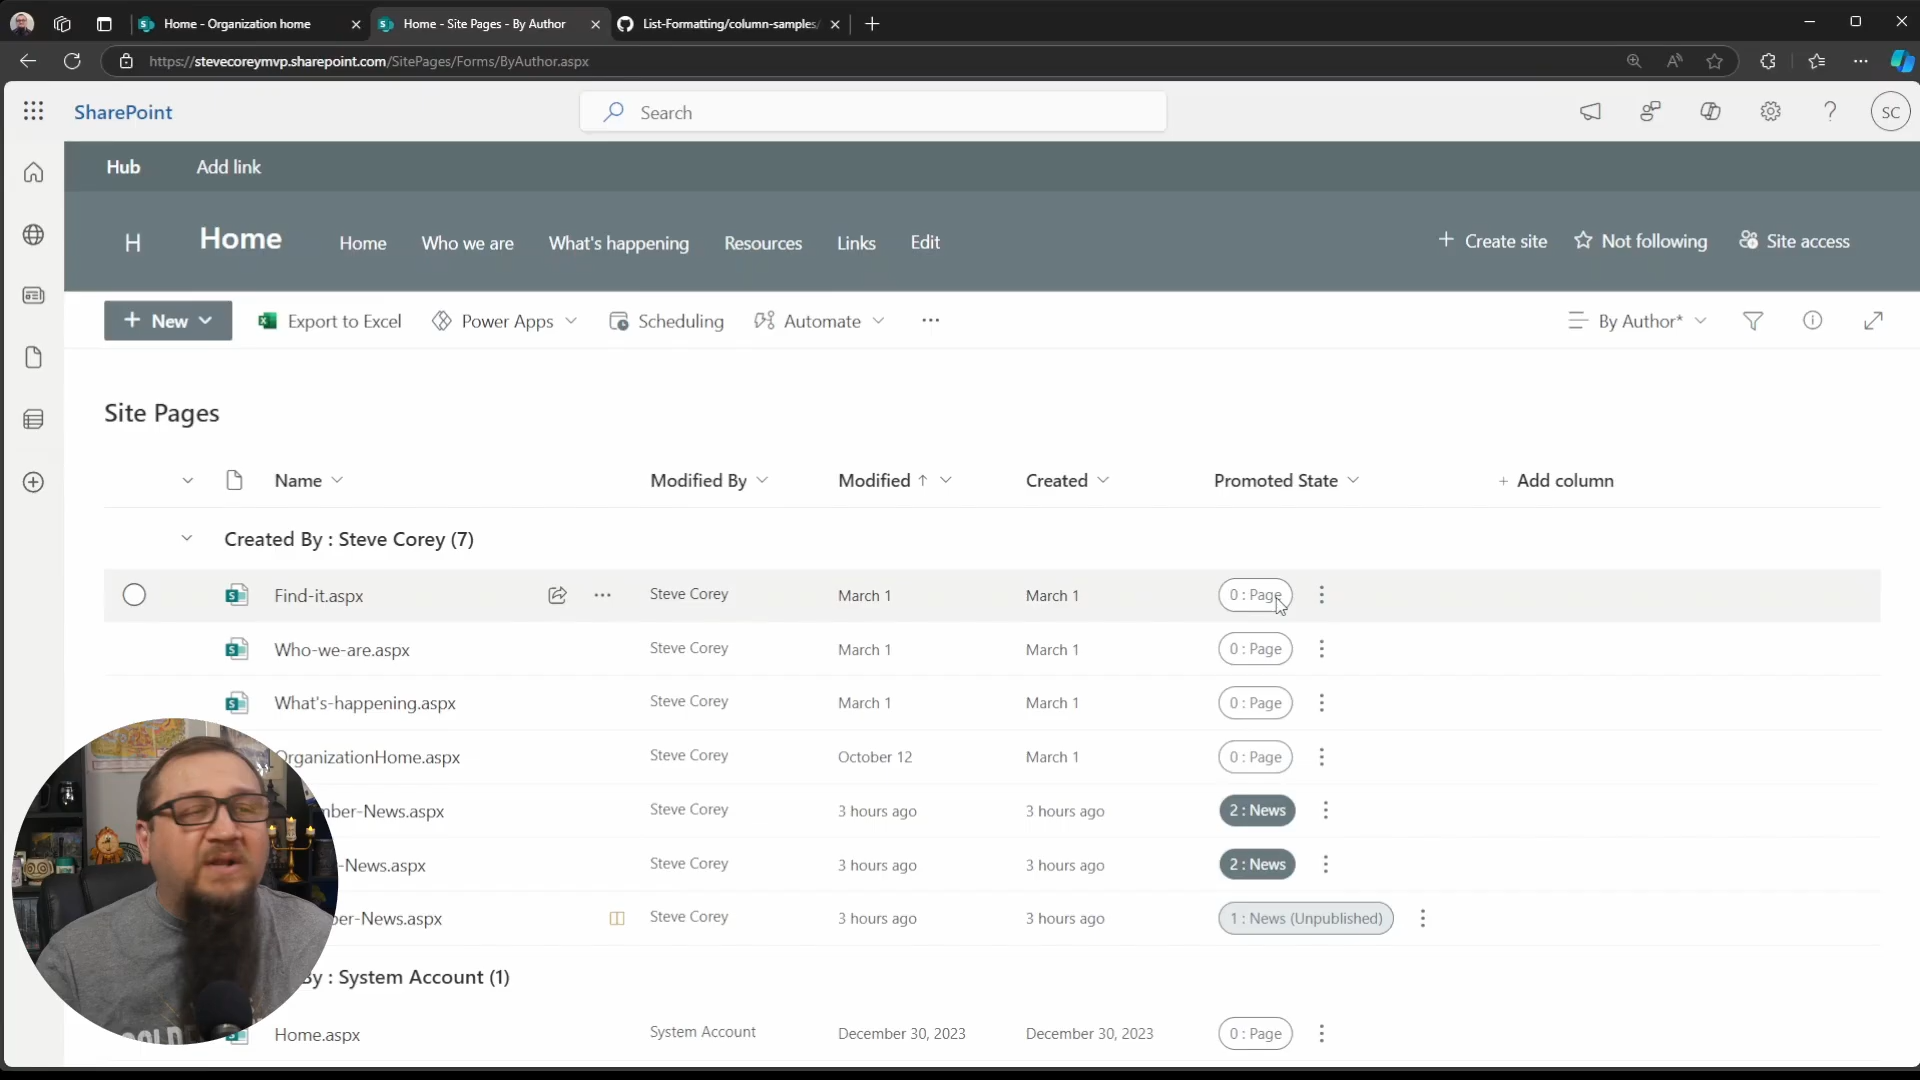 Home - Organization home
Home - Site Pages - By Author
List-Formatting/column-samples/
https://stevecoreymvp.sharepoint.com/SitePages/Forms/ByAuthor.aspx
SharePoint
Search
SC
Hub
Add link
H
Home
Home
Who we are
What's happening
Resources
Links
Edit
+ Create site
Not following
Site access
+ New
Export to Excel
Power Apps
Scheduling
Automate
...
By Author*
Site Pages
Name
Modified By
Modified ↑
Created
Promoted State
+ Add column
Created By : Steve Corey (7)
Find-it.aspx
Steve Corey
March 1
March 1
0 : Page
Who-we-are.aspx
Steve Corey
March 1
March 1
0 : Page
What's-happening.aspx
Steve Corey
March 1
March 1
0 : Page
OrganizationHome.aspx
Steve Corey
October 12
March 1
0 : Page
mber-News.aspx
Steve Corey
3 hours ago
3 hours ago
2 : News
-News.aspx
Steve Corey
3 hours ago
3 hours ago
2 : News
ber-News.aspx
Steve Corey
3 hours ago
3 hours ago
1 : News (Unpublished)
By : System Account (1)
Home.aspx
System Account
December 30, 2023
December 30, 2023
0 : Page